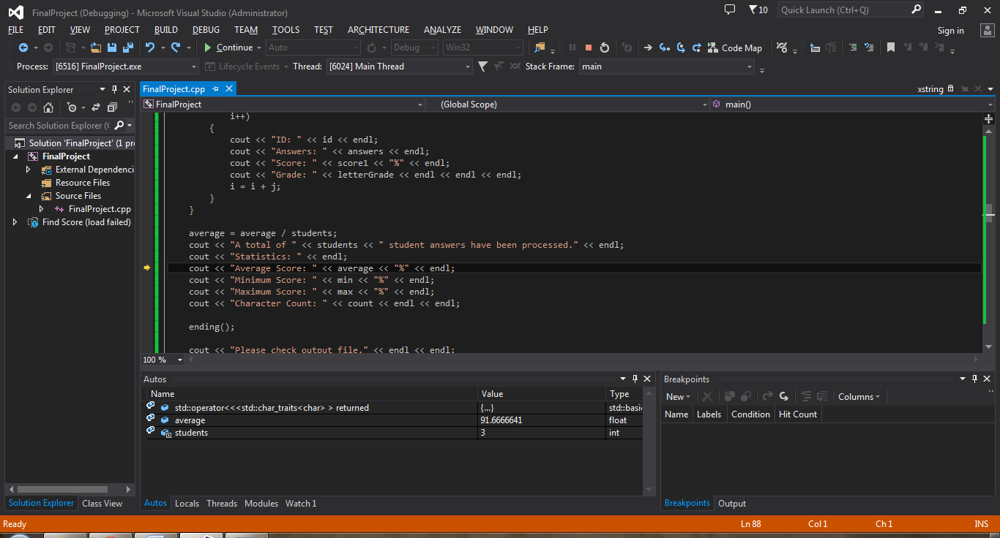 FinalProject (Debugging) - Microsoft Visual Studio (Administrator)
10
Quick Launch (Ctrl+Q)
FILE EDIT VIEW PROJECT BUILD DEBUG TEAM TOOLS TEST ARCHITECTURE ANALYZE WINDOW HELP
Sign in
Continue Auto Debug Win32 Code Map
Process: [6516] FinalProject.exe Lifecycle Events Thread: [6024] Main Thread Stack Frame: main
Solution Explorer
Search Solution Explorer (
Solution 'FinalProject' (1 pr
FinalProject
External Dependenci
Resource Files
Source Files
FinalProject.cpp
Find Score (load failed)
Solution Explorer Class View
FinalProject.cpp
xstring
FinalProject (Global Scope) main()
i++)
{
cout << "ID: " << id << endl;
cout << "Answers: " << answers << endl;
cout << "Score: " << score1 << "%" << endl;
cout << "Grade: " << letterGrade << endl << endl << endl;
i = i + j;
}
}
average = average / students;
cout << "A total of " << students << " student answers have been processed." << endl;
cout << "Statistics: " << endl;
cout << "Average Score: " << average << "%" << endl;
cout << "Minimum Score: " << min << "%" << endl;
cout << "Maximum Score: " << max << "%" << endl;
cout << "Character Count: " << count << endl << endl;
ending();
cout << "Please check output file." << endl << endl;
100 %
Autos
Name Value Type
std::operator<<<std::char_traits<char> > returned {...} std::basi
average 91.6666641 float
students 3 int
Autos Locals Threads Modules Watch 1
Breakpoints
New Columns
Name Labels Condition Hit Count
Breakpoints Output
Ready
Ln 88 Col 1 Ch 1 INS